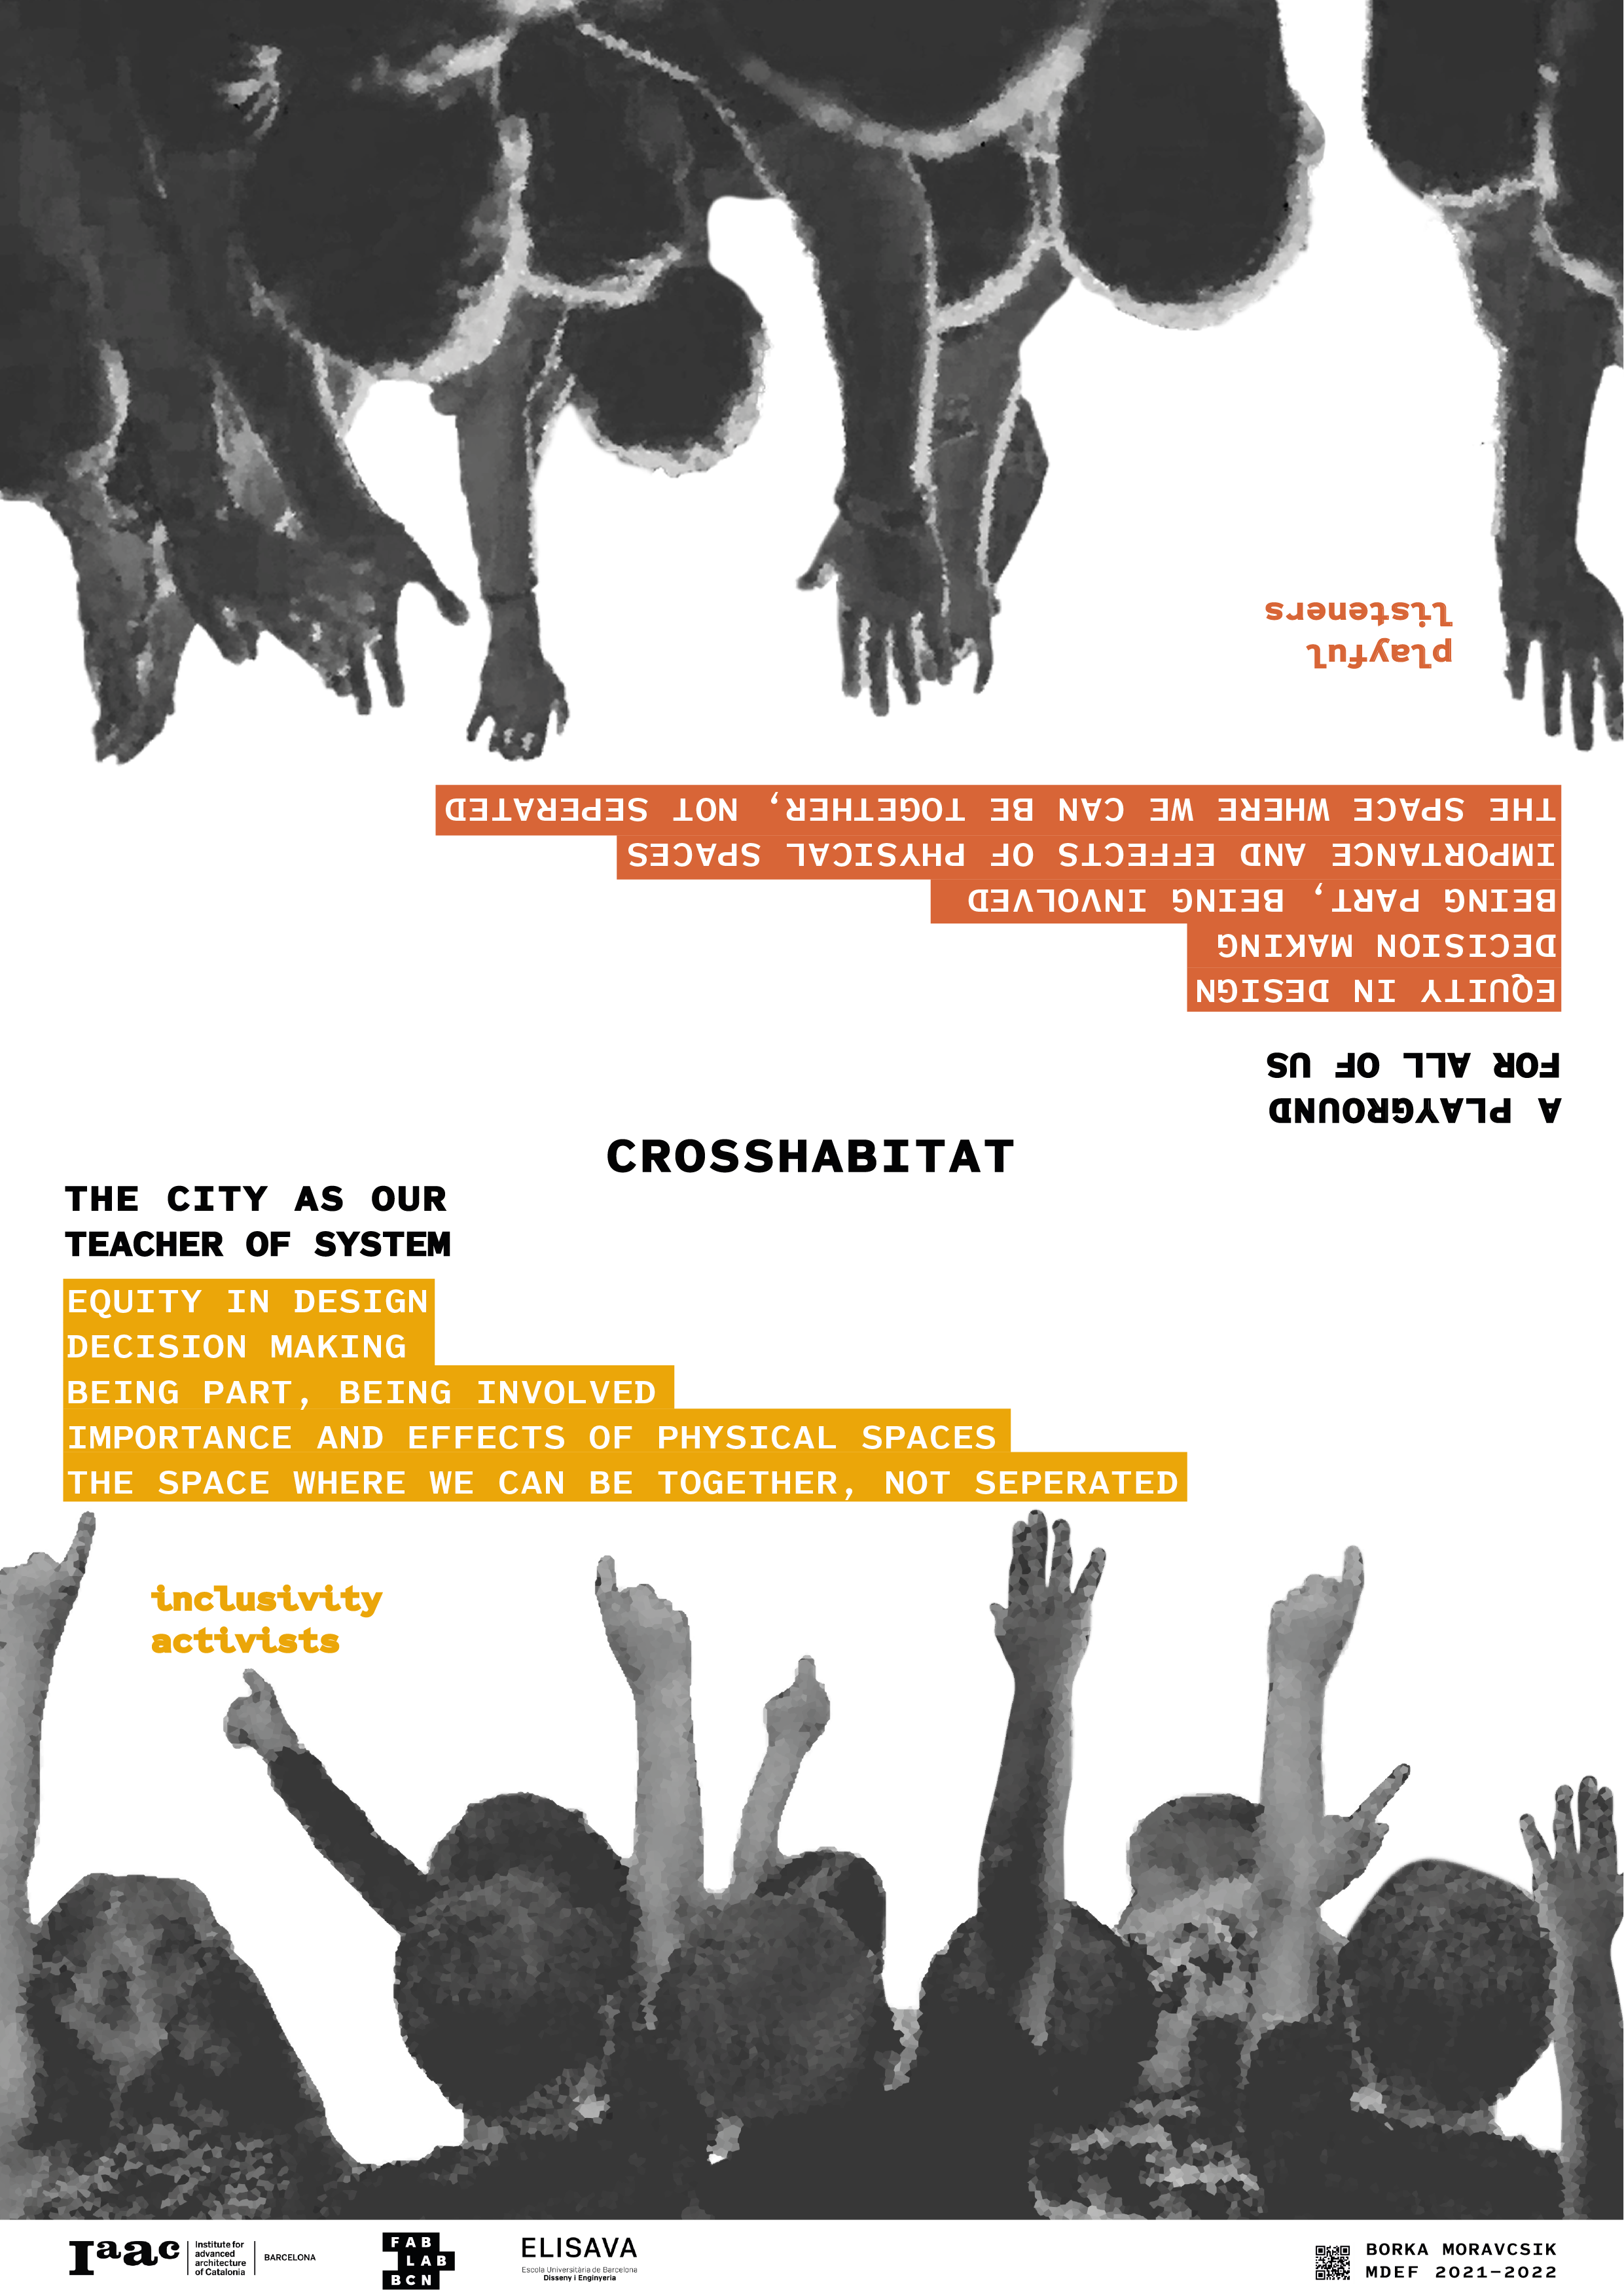 A PLAYGROUND
FOR ALL OF US
EQUITY IN DESIGN
DECISION MAKING
BEING PART, BEING INVOLVED
IMPORTANCE AND EFFECTS OF PHYSICAL SPACES
THE SPACE WHERE WE CAN BE TOGETHER, NOT SEPERATED
playful
listeners
CROSSHABITAT
THE CITY AS OUR
TEACHER OF SYSTEM
EQUITY IN DESIGN
DECISION MAKING
BEING PART, BEING INVOLVED
IMPORTANCE AND EFFECTS OF PHYSICAL SPACES
THE SPACE WHERE WE CAN BE TOGETHER, NOT SEPERATED
inclusivity
activists
Iaac
Institute for
advanced
architecture
of Catalonia
BARCELONA
FAB
LAB
BCN
ELISAVA
Escola Universitària de Barcelona
Disseny i Enginyeria
BORKA MORAVCSIK
MDEF 2021-2022